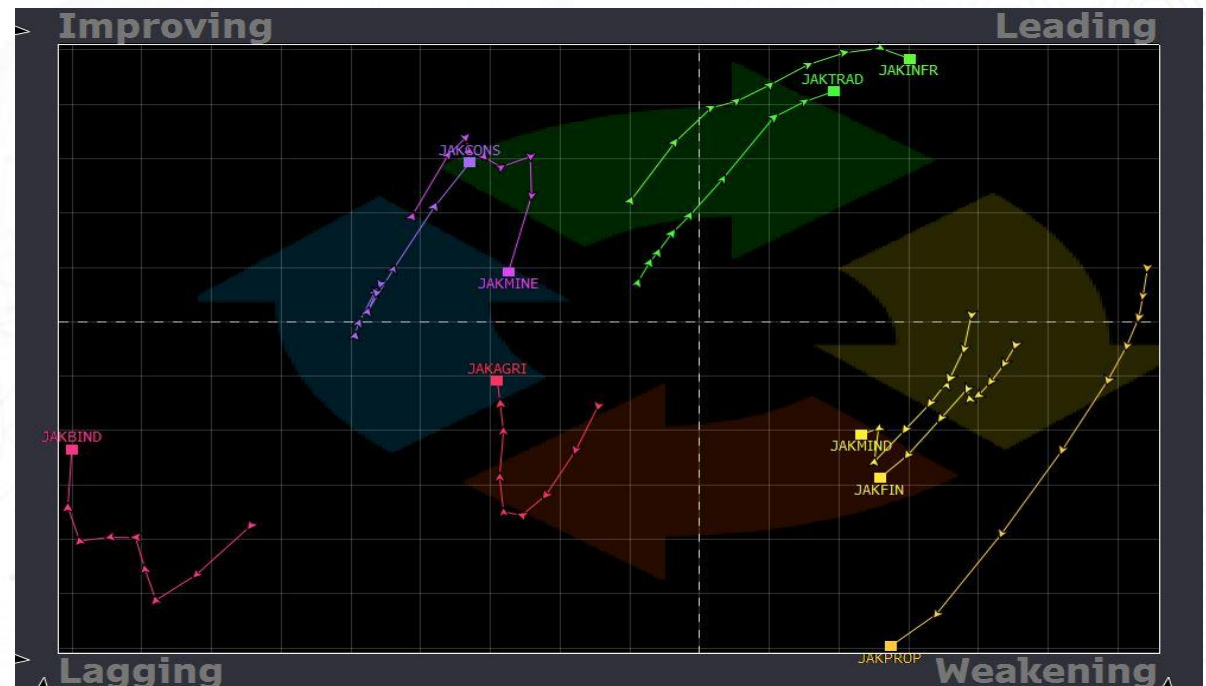 Improving
Leading
JAKINFR
JAKTRAD
JAKCONS
JAKMINE
JAKAGRI
JAKBIND
JAKMIND
JAKFIN
JAKPROP
Lagging
Weakening